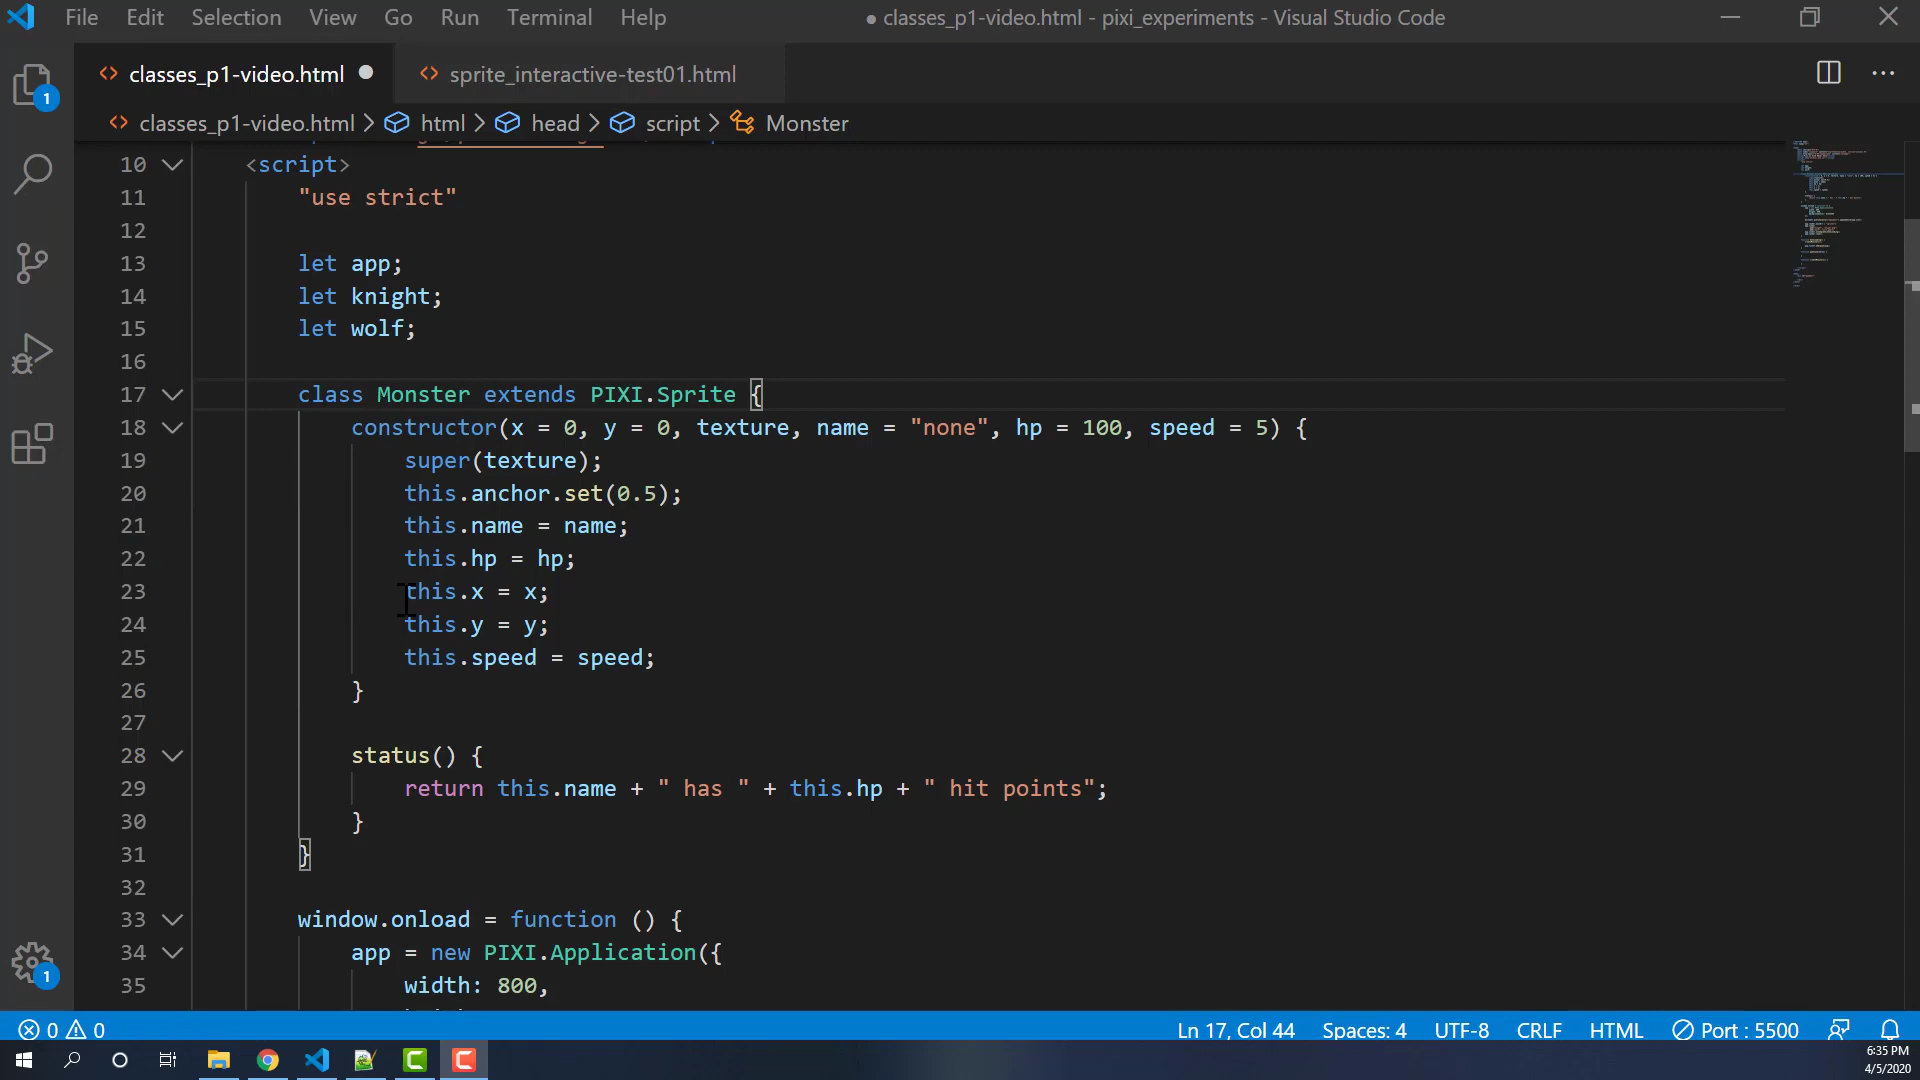 File Edit Selection View Go Run Terminal Help
● classes_p1-video.html - pixi_experiments - Visual Studio Code
classes_p1-video.html
sprite_interactive-test01.html
classes_p1-video.html > html > head > script > Monster
10 <script>
11 "use strict"
12
13 let app;
14 let knight;
15 let wolf;
16
17 class Monster extends PIXI.Sprite {
18 constructor(x = 0, y = 0, texture, name = "none", hp = 100, speed = 5) {
19 super(texture);
20 this.anchor.set(0.5);
21 this.name = name;
22 this.hp = hp;
23 this.x = x;
24 this.y = y;
25 this.speed = speed;
26 }
27
28 status() {
29 return this.name + " has " + this.hp + " hit points";
30 }
31 }
32
33 window.onload = function () {
34 app = new PIXI.Application({
35 width: 800,
1
1
0 0
Ln 17, Col 44 Spaces: 4 UTF-8 CRLF HTML Port : 5500
6:35 PM
4/5/2020